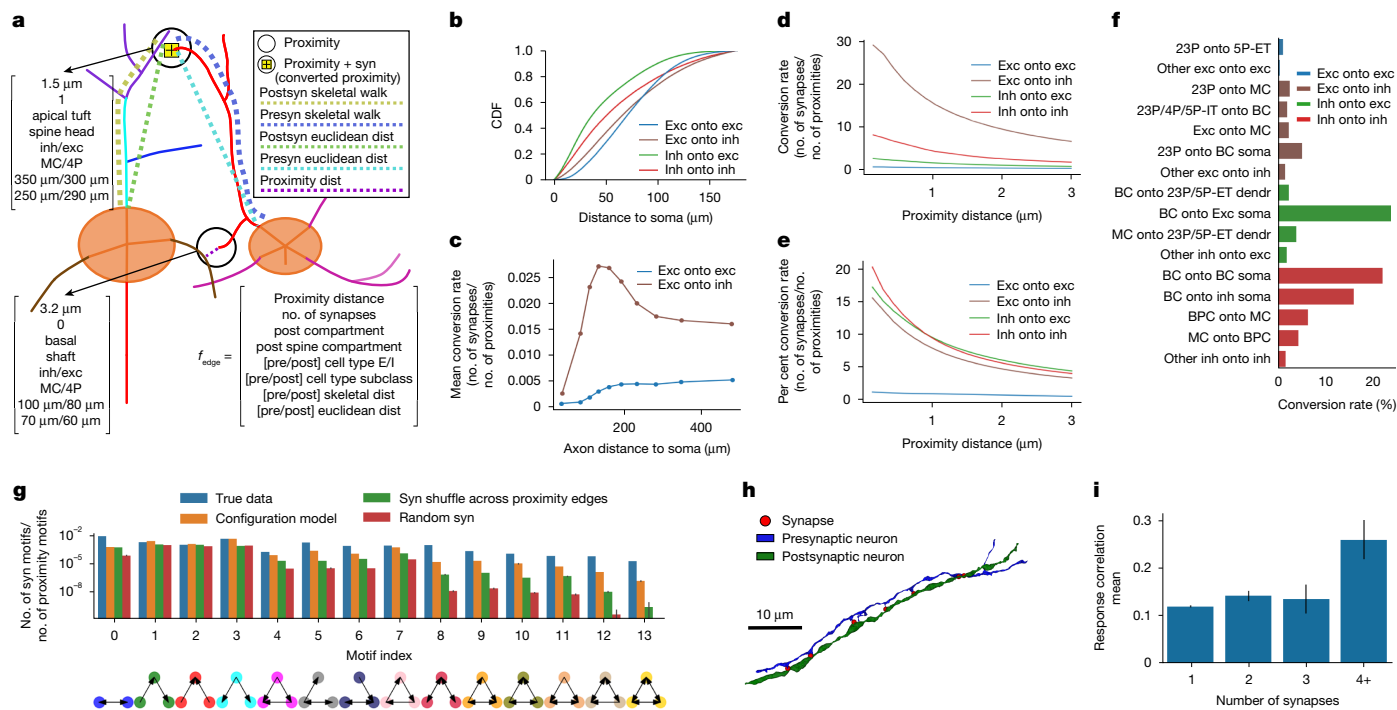 a
Proximity
Proximity + syn
(converted proximity)
Postsyn skeletal walk
Presyn skeletal walk
Postsyn euclidean dist
Presyn euclidean dist
Proximity dist
1.5 μm
1
apical tuft
spine head
inh/exc
MC/4P
350 μm/300 μm
250 μm/290 μm
3.2 μm
0
basal
shaft
inh/exc
MC/4P
100 μm/80 μm
70 μm/60 μm
f edge =
Proximity distance
no. of synapses
post compartment
post spine compartment
[pre/post] cell type E/I
[pre/post] cell type subclass
[pre/post] skeletal dist
[pre/post] euclidean dist
b
CDF
1.0
0.8
0.6
0.4
0.2
0
Exc onto exc
Exc onto inh
Inh onto exc
Inh onto inh
0 50 100 150
Distance to soma (μm)
c
Mean conversion rate
(no. of synapses/
no. of proximities)
0.025
0.020
0.015
0.010
0.005
0
Exc onto exc
Exc onto inh
200 400
Axon distance to soma (μm)
d
Conversion rate
(no. of synapses/
no. of proximities)
30
20
10
0
Exc onto exc
Exc onto inh
Inh onto exc
Inh onto inh
1 2 3
Proximity distance (μm)
e
Per cent conversion rate
(no. of synapses/no.
of proximities)
20
15
10
5
0
Exc onto exc
Exc onto inh
Inh onto exc
Inh onto inh
1 2 3
Proximity distance (μm)
f
23P onto 5P-ET
Other exc onto exc
23P onto MC
23P/4P/5P-IT onto BC
Exc onto MC
23P onto BC soma
Other exc onto inh
BC onto 23P/5P-ET dendr
BC onto Exc soma
MC onto 23P/5P-ET dendr
Other inh onto exc
BC onto BC soma
BC onto inh soma
BPC onto MC
MC onto BPC
Other inh onto inh
Exc onto exc
Exc onto inh
Inh onto exc
Inh onto inh
0 10 20
Conversion rate (%)
g
True data
Configuration model
Syn shuffle across proximity edges
Random syn
No. of syn motifs/
no. of proximity motifs
10⁻²
10⁻⁵
10⁻⁸
0 1 2 3 4 5 6 7 8 9 10 11 12 13
Motif index
h
Synapse
Presynaptic neuron
Postsynaptic neuron
10 μm
i
Response correlation
mean
0.3
0.2
0.1
0
1 2 3 4+
Number of synapses